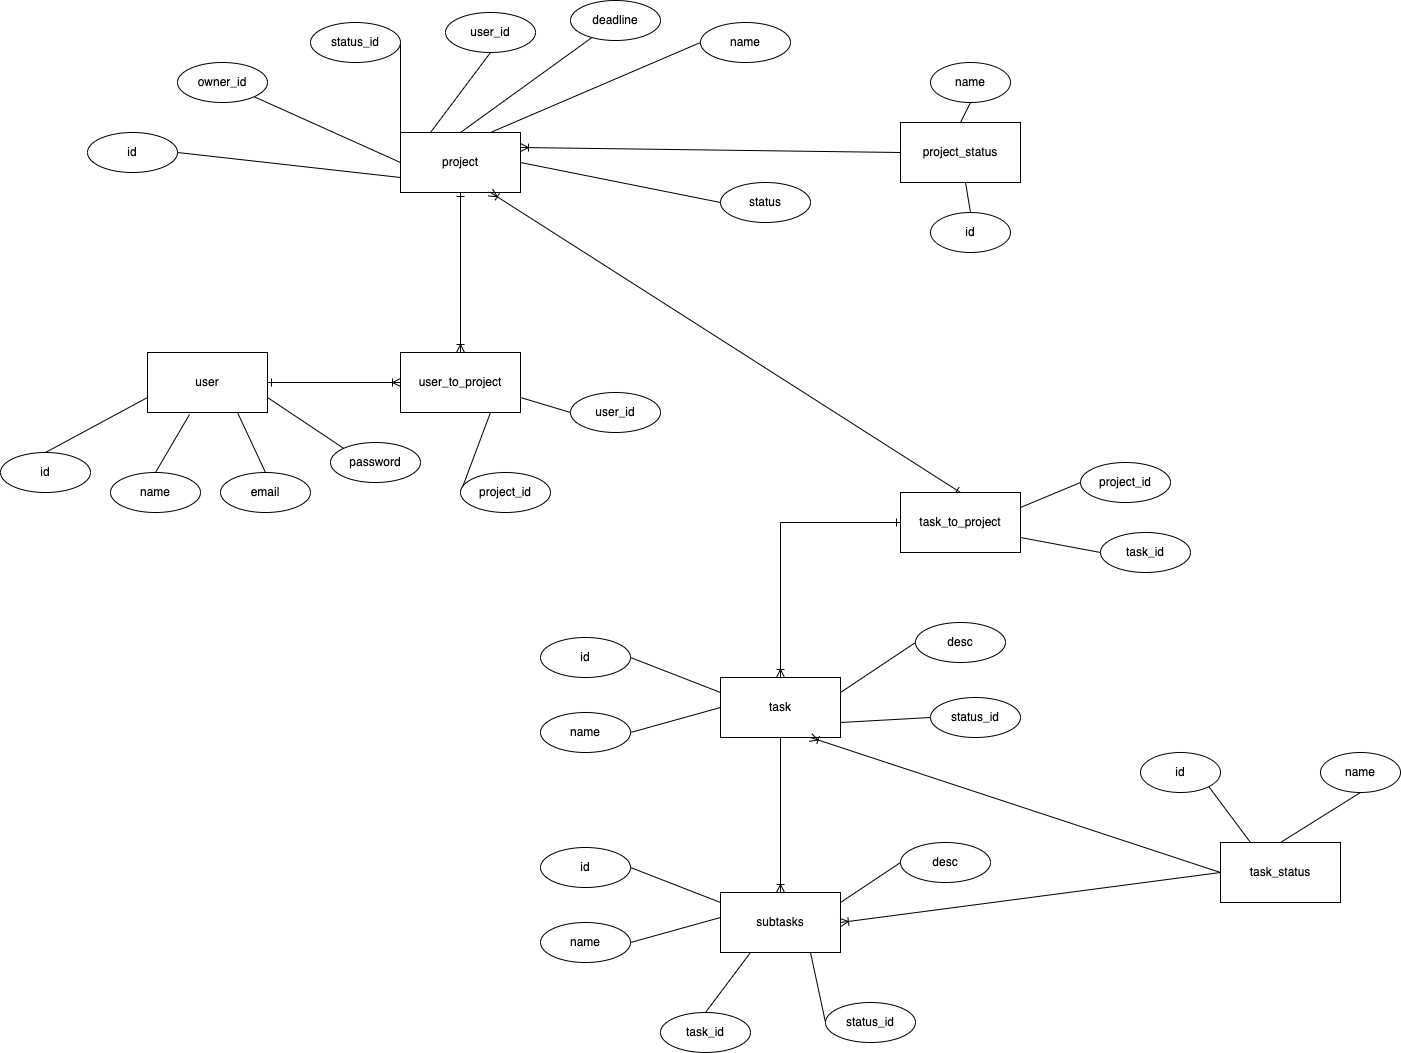 deadline
user_id
status_id
name
owner_id
name
id
project
project_status
status
id
user
user_to_project
user_id
id
name
email
password
project_id
project_id
task_to_project
task_id
id
desc
task
name
status_id
id
name
id
desc
task_status
name
subtasks
task_id
status_id